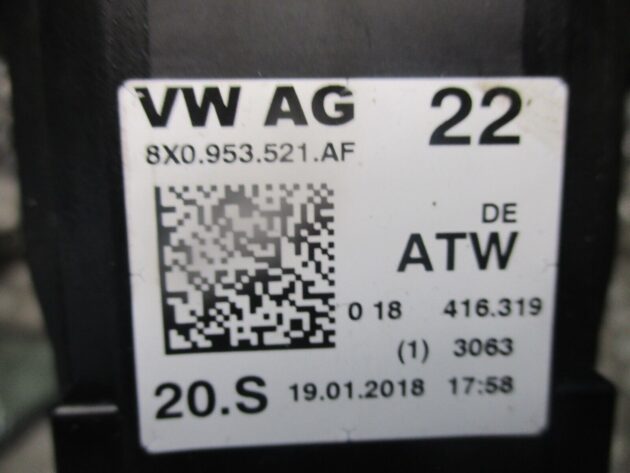 VW AG 22
8X0.953.521.AF
DE
ATW
0 18 416.319
(1) 3063
20.S 19.01.2018 17:58